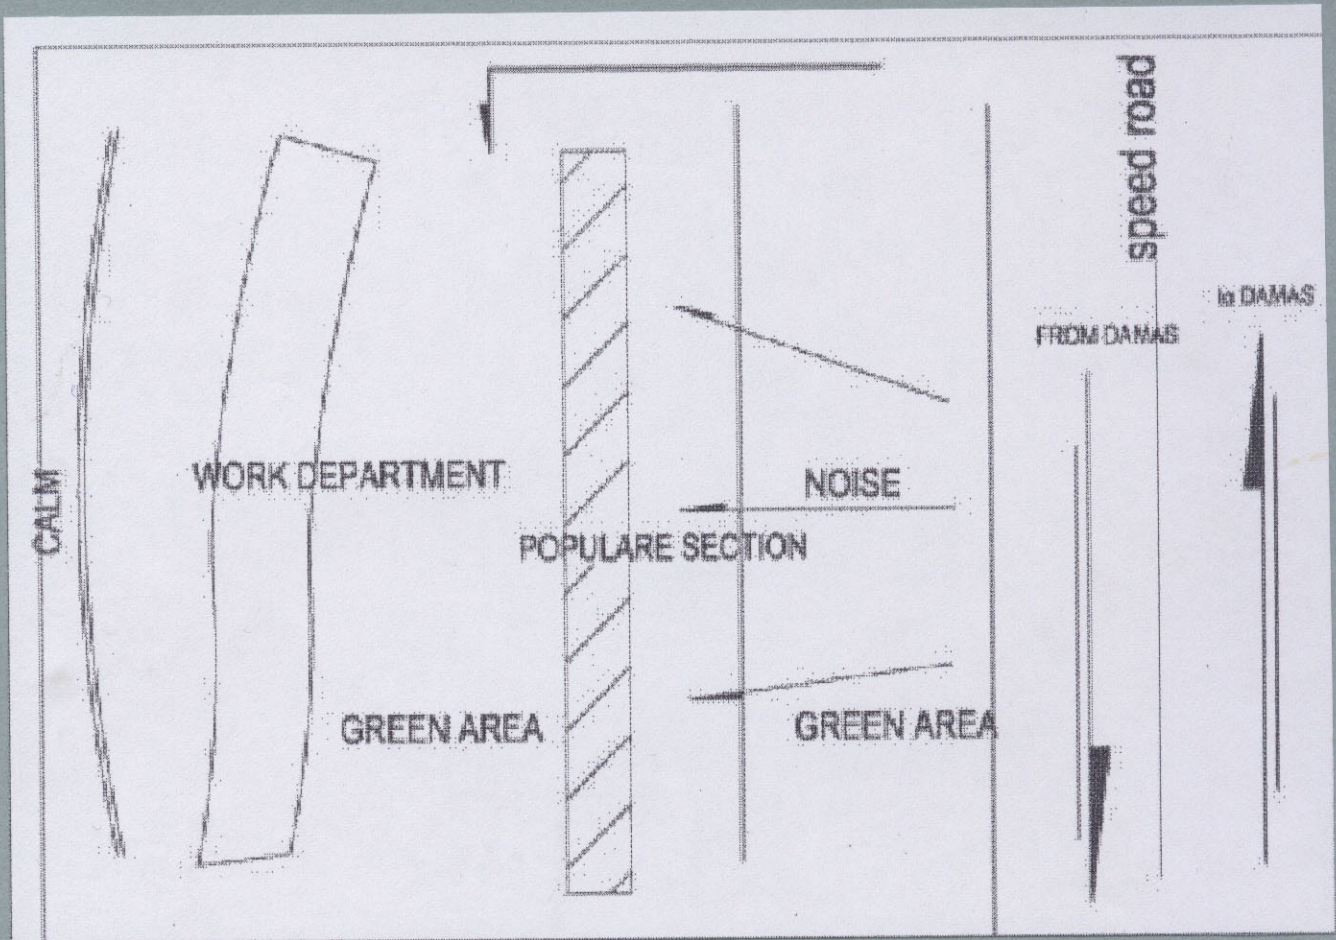 speed road
to DAMAS
FROM DAMAS
CALM
WORK DEPARTMENT
NOISE
POPULARE SECTION
GREEN AREA
GREEN AREA